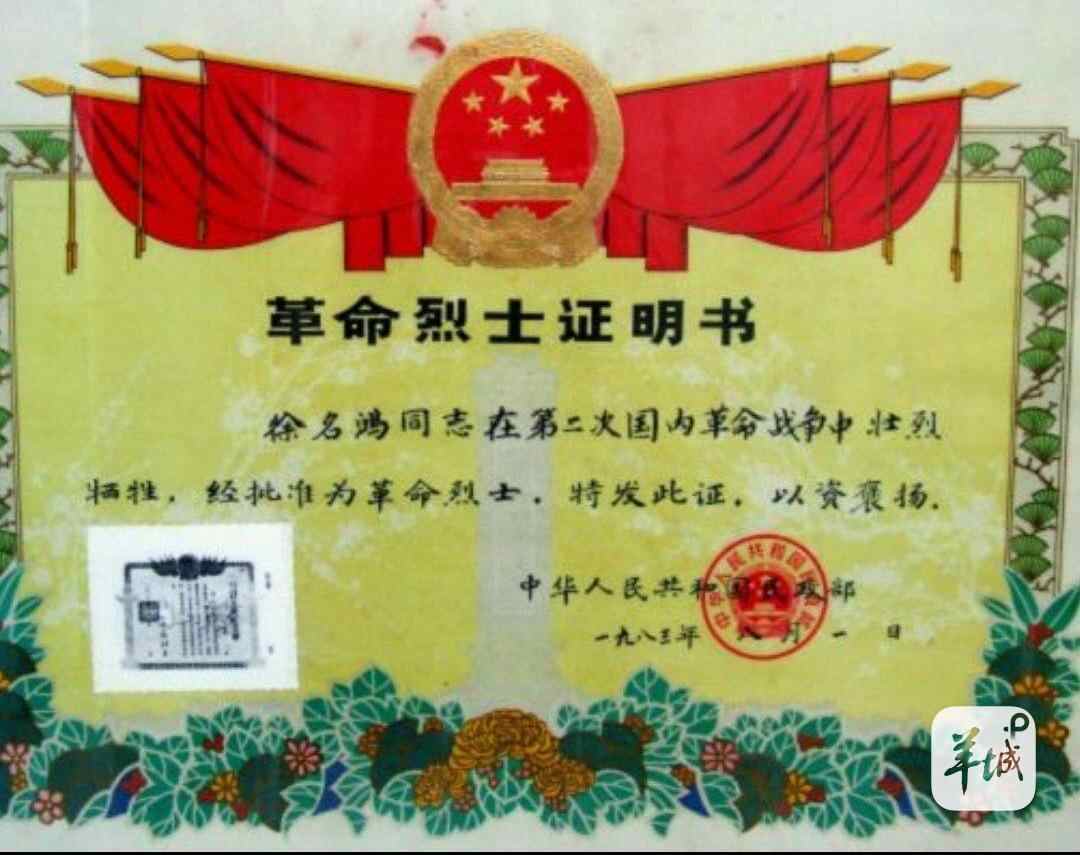 革命烈士证明书
徐名鸿同志在第二次国内革命战争中壮烈
牺牲，经批准为革命烈士．特发此证．以资褒扬．
中华人民共和国民政部
一九八三年 八月一日
羊城.P